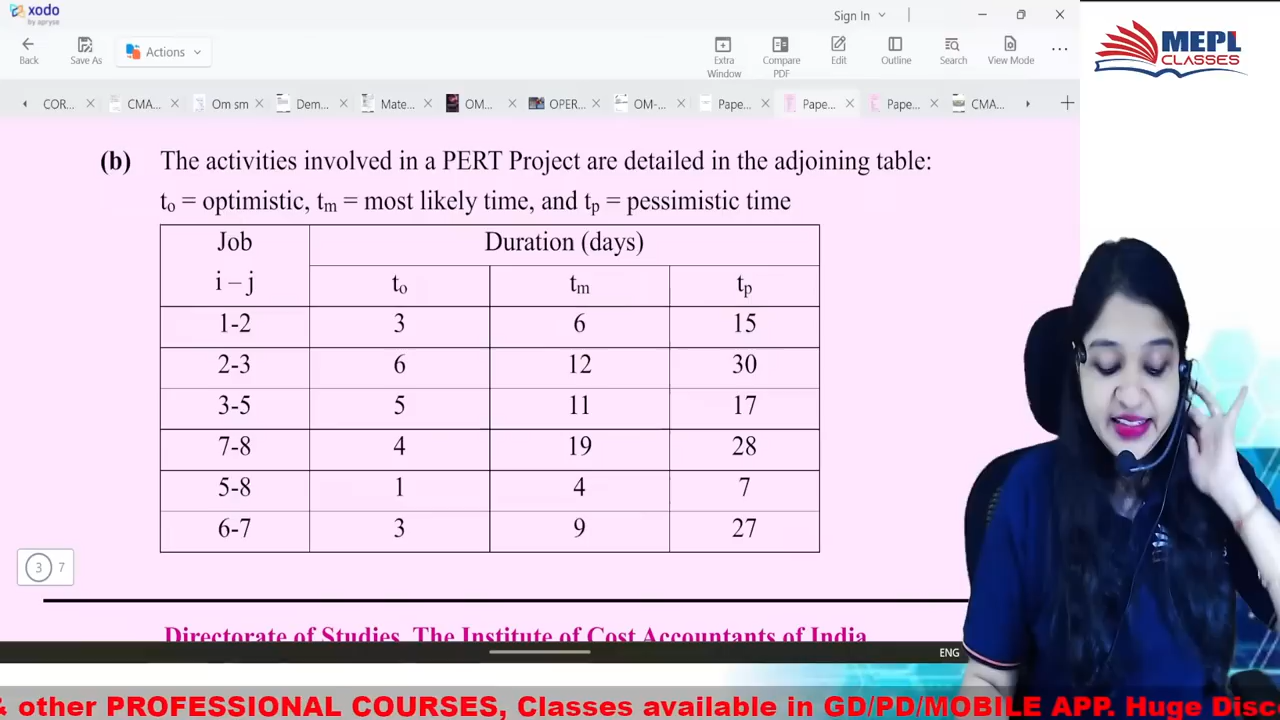 xodo
by apryse
Sign In
Back
Save As
Actions
Extra Window
Compare PDF
Edit
Outline
Search
View Mode
COR...
CMA...
Om sm
Dem...
Mate...
OM...
OPER...
OM-...
Pape...
Pape...
Pape...
CMA...
MEPL
CLASSES
(b) The activities involved in a PERT Project are detailed in the adjoining table:
to = optimistic, tm = most likely time, and tp = pessimistic time
Job Duration (days)
i – j to tm tp
1-2 3 6 15
2-3 6 12 30
3-5 5 11 17
7-8 4 19 28
5-8 1 4 7
6-7 3 9 27
3 7
Directorate of Studies, The Institute of Cost Accountants of India
ENG
& other PROFESSIONAL COURSES, Classes available in GD/PD/MOBILE APP. Huge Disc